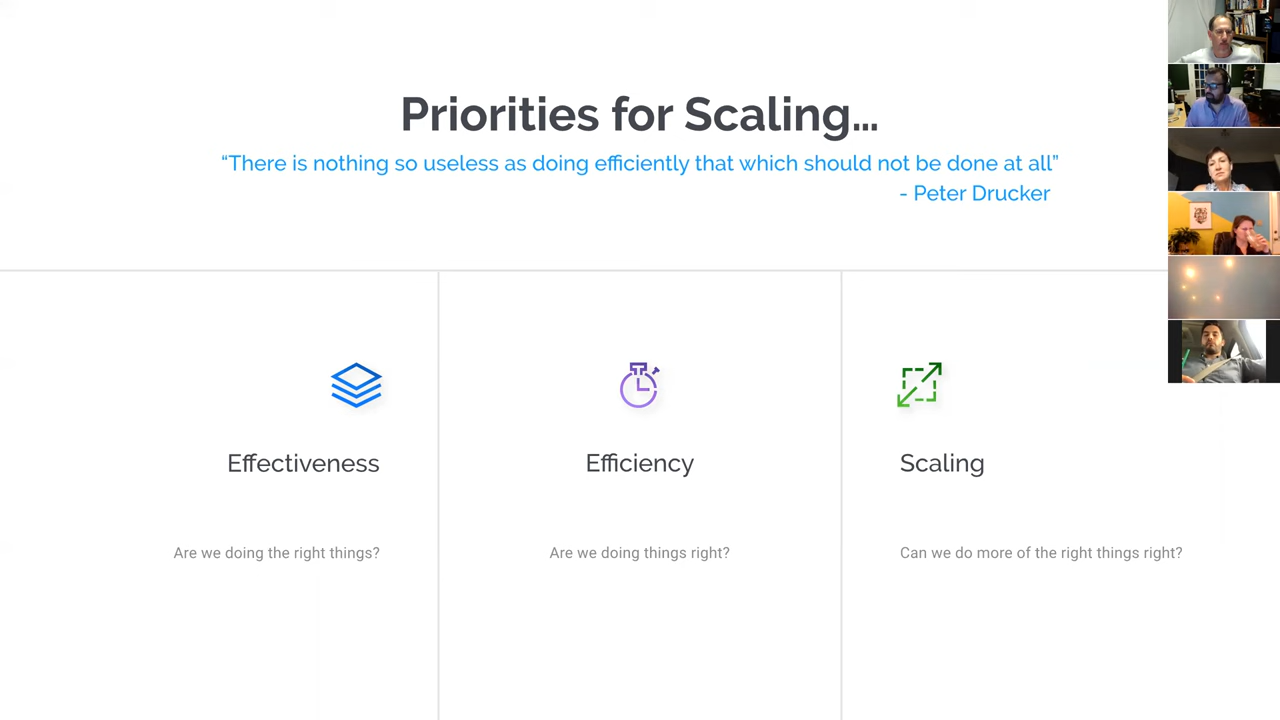 Priorities for Scaling...
“There is nothing so useless as doing efficiently that which should not be done at all”
- Peter Drucker
Effectiveness
Efficiency
Scaling
Are we doing the right things?
Are we doing things right?
Can we do more of the right things right?